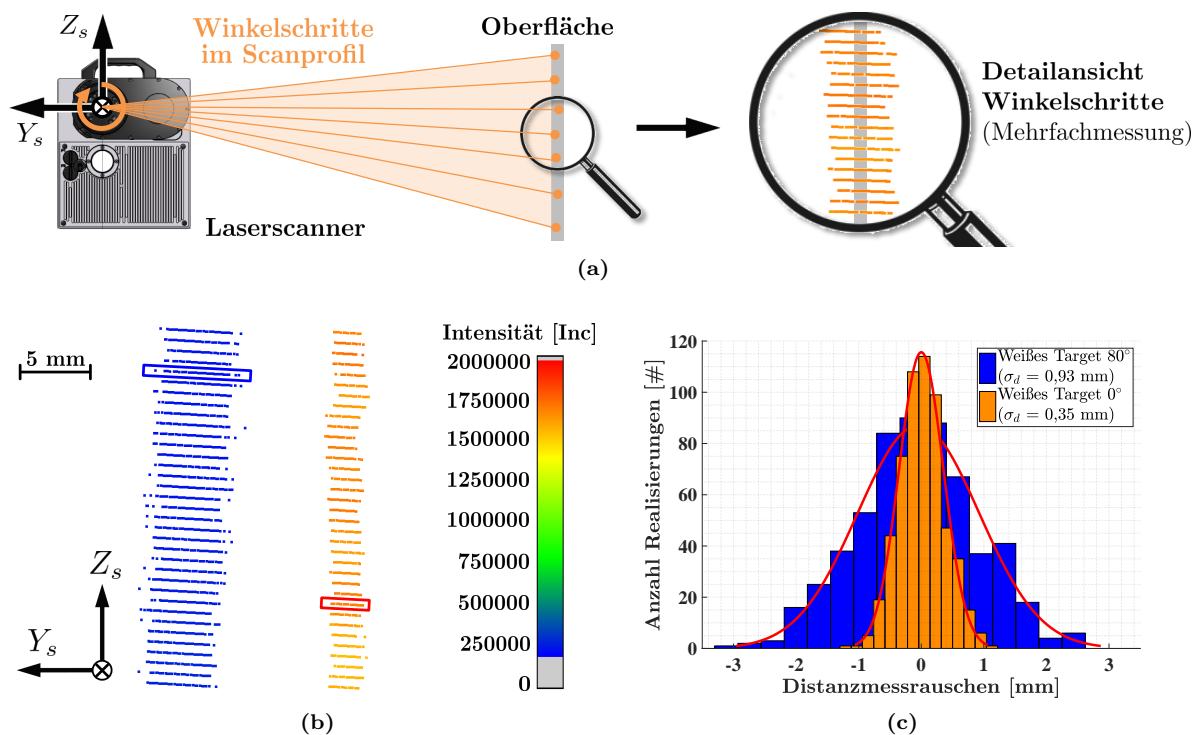 Z_s
Winkelschritte
im Scanprofil
Oberfläche
Y_s
Detailansicht
Winkelschritte
(Mehrfachmessung)
Laserscanner
(a)
5 mm
Z_s
Y_s
Intensität [Inc]
2000000
1750000
1500000
1250000
1000000
750000
500000
250000
0
(b)
Anzahl Realisierungen [#]
120
100
80
60
40
20
0
-3 -2 -1 0 1 2 3
Distanzmessrauschen [mm]
Weißes Target 80°
(σ_d = 0,93 mm)
Weißes Target 0°
(σ_d = 0,35 mm)
(c)